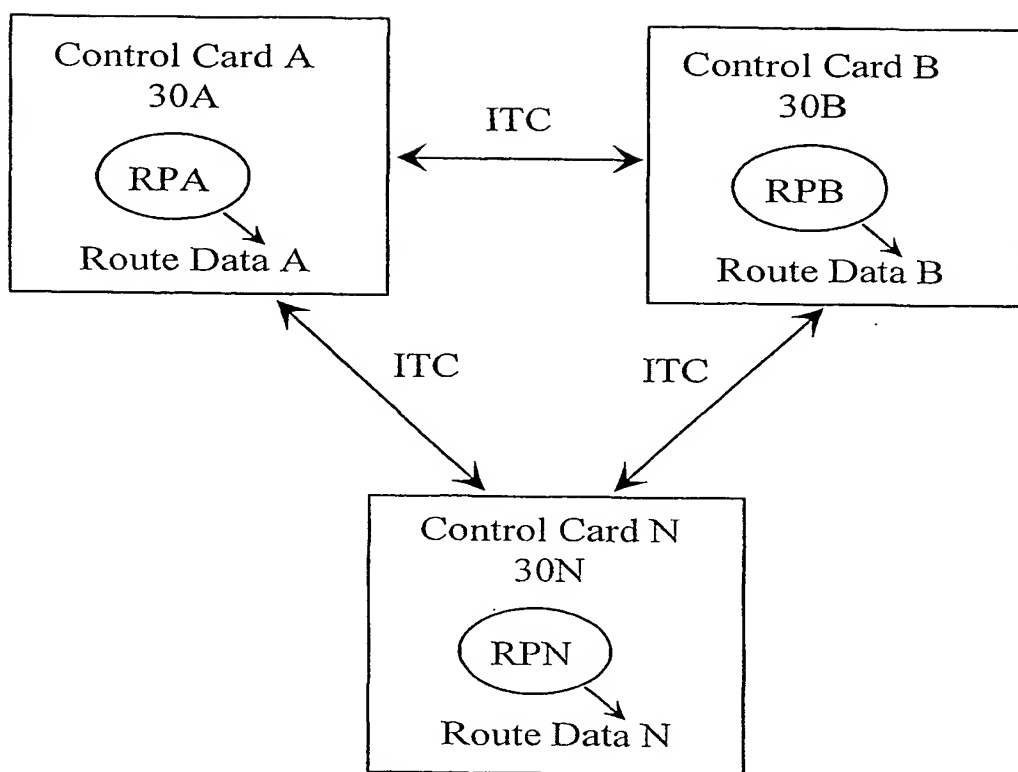 Control Card A
30A
RPA
Route Data A
ITC
Control Card B
30B
RPB
Route Data B
ITC
ITC
Control Card N
30N
RPN
Route Data N